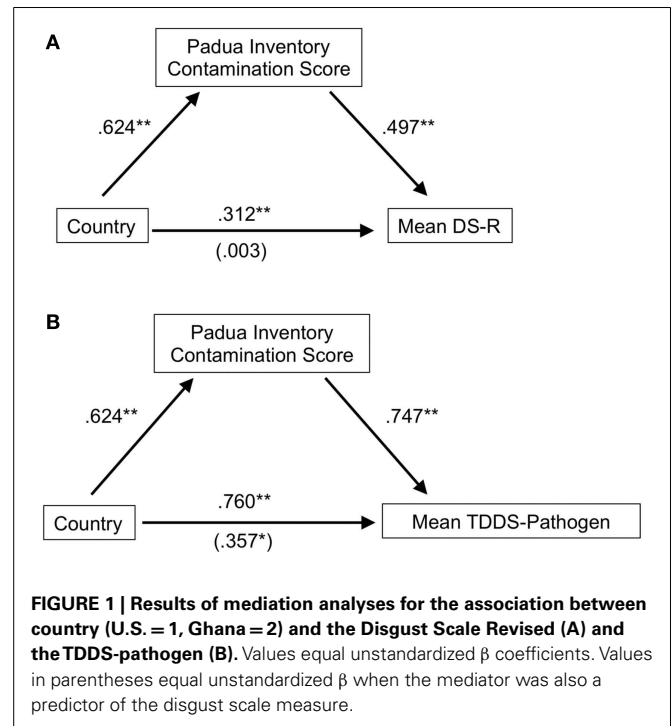 A
Padua Inventory
Contamination Score
.624**
.497**
Country
.312**
(.003)
Mean DS-R
B
Padua Inventory
Contamination Score
.624**
.747**
Country
.760**
(.357*)
Mean TDDS-Pathogen
FIGURE 1 | Results of mediation analyses for the association between
country (U.S. = 1, Ghana = 2) and the Disgust Scale Revised (A) and
the TDDS-pathogen (B). Values equal unstandardized β coefficients. Values
in parentheses equal unstandardized β when the mediator was also a
predictor of the disgust scale measure.